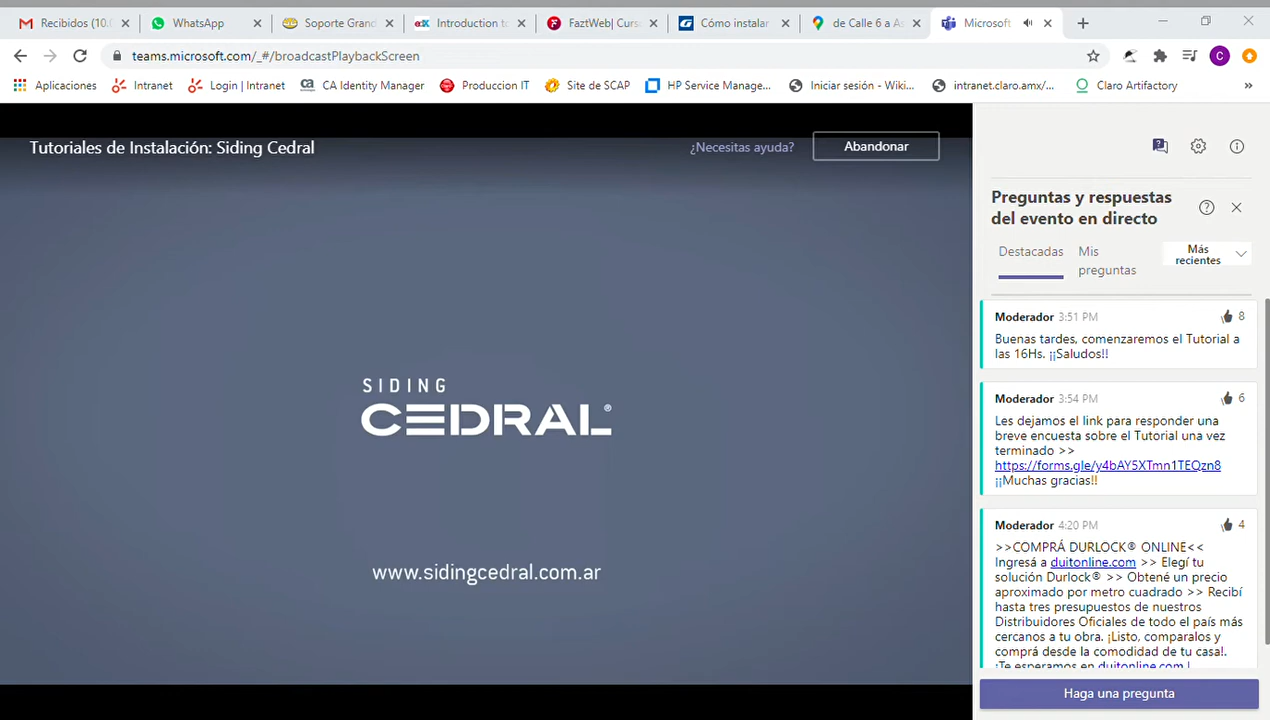 Recibidos (10.
WhatsApp
Soporte Grand
Introduction to
FaztWeb| Curs
Cómo instalar
de Calle 6 a As
Microsoft
teams.microsoft.com/_#/broadcastPlaybackScreen
C
Aplicaciones
Intranet
Login | Intranet
CA Identity Manager
Produccion IT
Site de SCAP
HP Service Manage...
Iniciar sesión - Wiki...
intranet.claro.amx/...
Claro Artifactory
»
Tutoriales de Instalación: Siding Cedral
¿Necesitas ayuda?
Abandonar
SIDING
CEDRAL®
www.sidingcedral.com.ar
Preguntas y respuestas
del evento en directo
Destacadas
Mis
preguntas
Más
recientes
Moderador 3:51 PM 8
Buenas tardes, comenzaremos el Tutorial a
las 16Hs. ¡¡Saludos!!
Moderador 3:54 PM 6
Les dejamos el link para responder una
breve encuesta sobre el Tutorial una vez
terminado >>
https://forms.gle/y4bAY5XTmn1TEQzn8
¡¡Muchas gracias!!
Moderador 4:20 PM 4
>>COMPRÁ DURLOCK® ONLINE<<
Ingresá a duitonline.com >> Elegí tu
solución Durlock® >> Obtené un precio
aproximado por metro cuadrado >> Recibí
hasta tres presupuestos de nuestros
Distribuidores Oficiales de todo el país más
cercanos a tu obra. ¡Listo, comparalos y
comprá desde la comodidad de tu casa!.
¡Te esperamos en duitonline.com |
Haga una pregunta